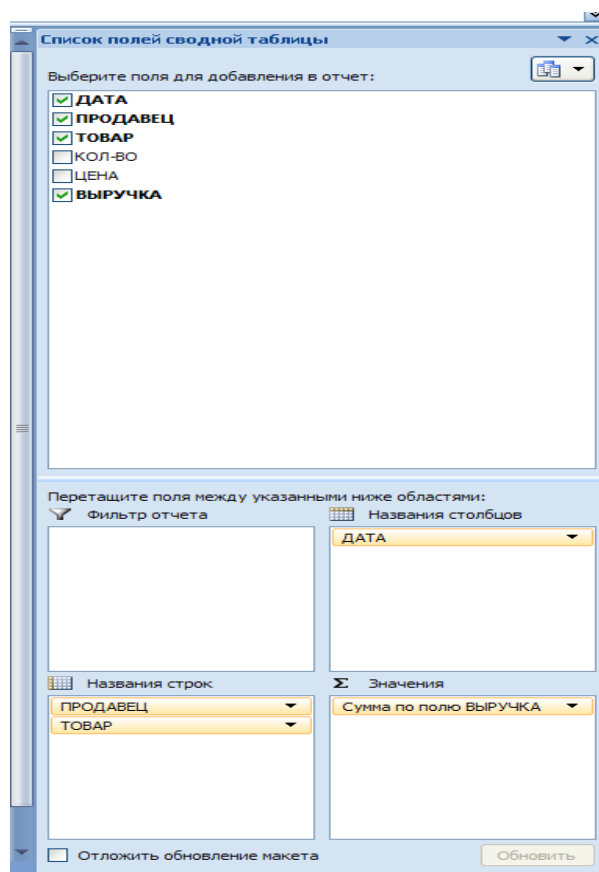 Список полей сводной таблицы
Выберите поля для добавления в отчет:
ДАТА
ПРОДАВЕЦ
ТОВАР
КОЛ-ВО
ЦЕНА
ВЫРУЧКА
Перетащите поля между указанными ниже областями:
Фильтр отчета
Названия столбцов
ДАТА
Названия строк
Σ Значения
ПРОДАВЕЦ
ТОВАР
Сумма по полю ВЫРУЧКА
Отложить обновление макета
Обновить